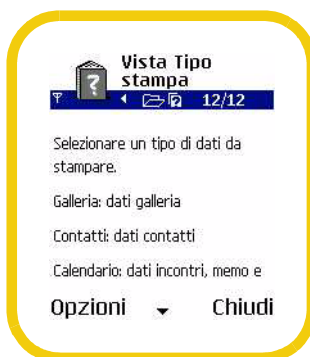 Vista Tipo
stampa
12/12
Selezionare un tipo di dati da
stampare.
Galleria: dati galleria
Contatti: dati contatti
Calendario: dati incontri, memo e
Opzioni
Chiudi